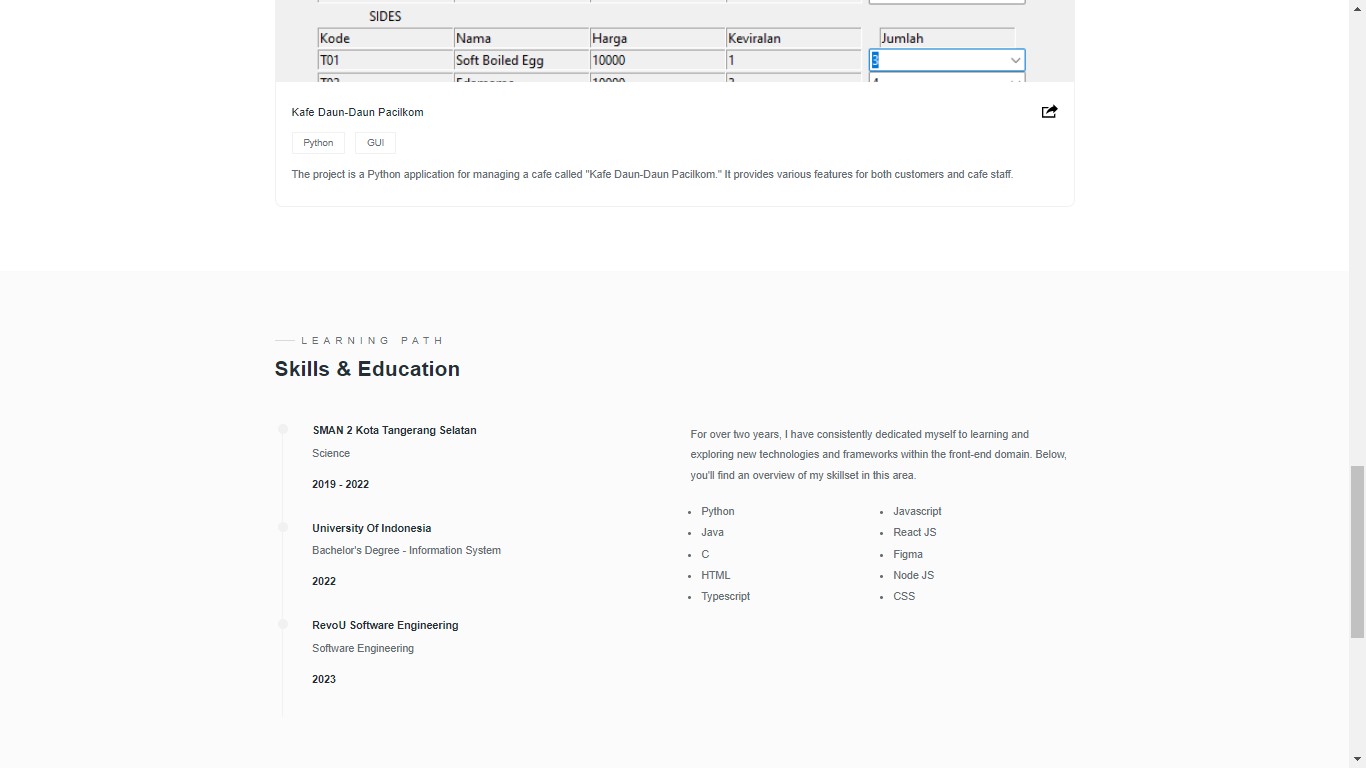 SIDES
Kode Nama Harga Keviralan Jumlah
T01 Soft Boiled Egg 10000 1 3
Kafe Daun-Daun Pacilkom
Python GUI
The project is a Python application for managing a cafe called "Kafe Daun-Daun Pacilkom." It provides various features for both customers and cafe staff.
LEARNING PATH
Skills & Education
SMAN 2 Kota Tangerang Selatan
Science
2019 - 2022
University Of Indonesia
Bachelor's Degree - Information System
2022
RevoU Software Engineering
Software Engineering
2023
For over two years, I have consistently dedicated myself to learning and
exploring new technologies and frameworks within the front-end domain. Below,
you'll find an overview of my skillset in this area.
• Python
• Java
• C
• HTML
• Typescript
• Javascript
• React JS
• Figma
• Node JS
• CSS